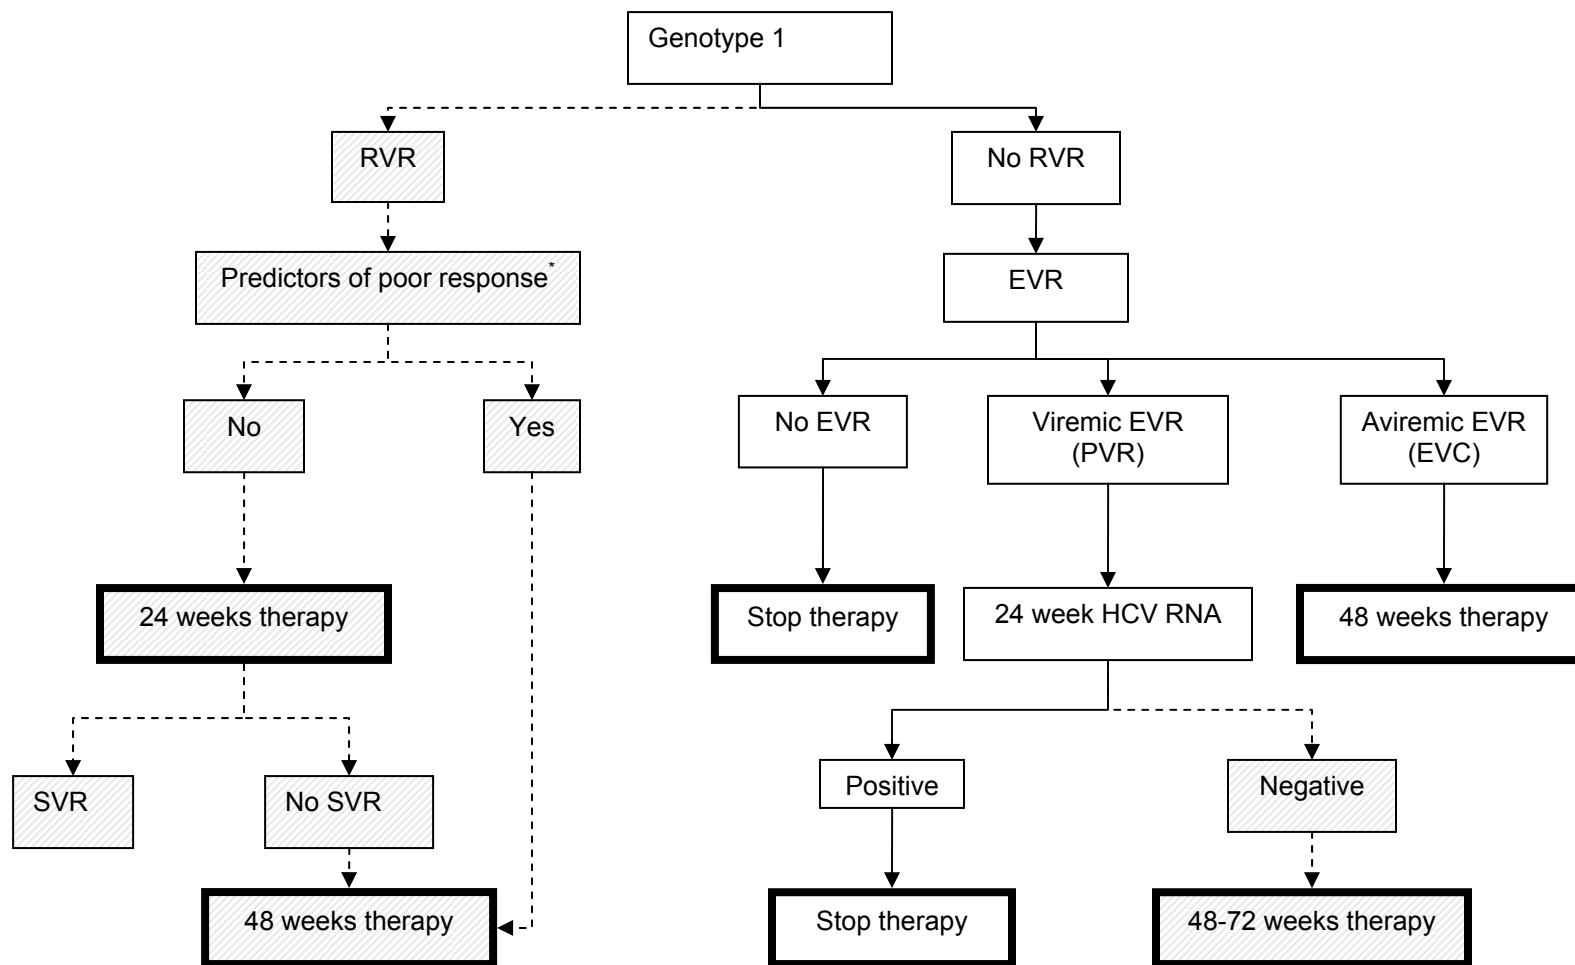 Genotype 1
RVR
No RVR
Predictors of poor response*
EVR
No
Yes
No EVR
Viremic EVR
(PVR)
Aviremic EVR
(EVC)
24 weeks therapy
Stop therapy
24 week HCV RNA
48 weeks therapy
SVR
No SVR
Positive
Negative
48 weeks therapy
Stop therapy
48-72 weeks therapy